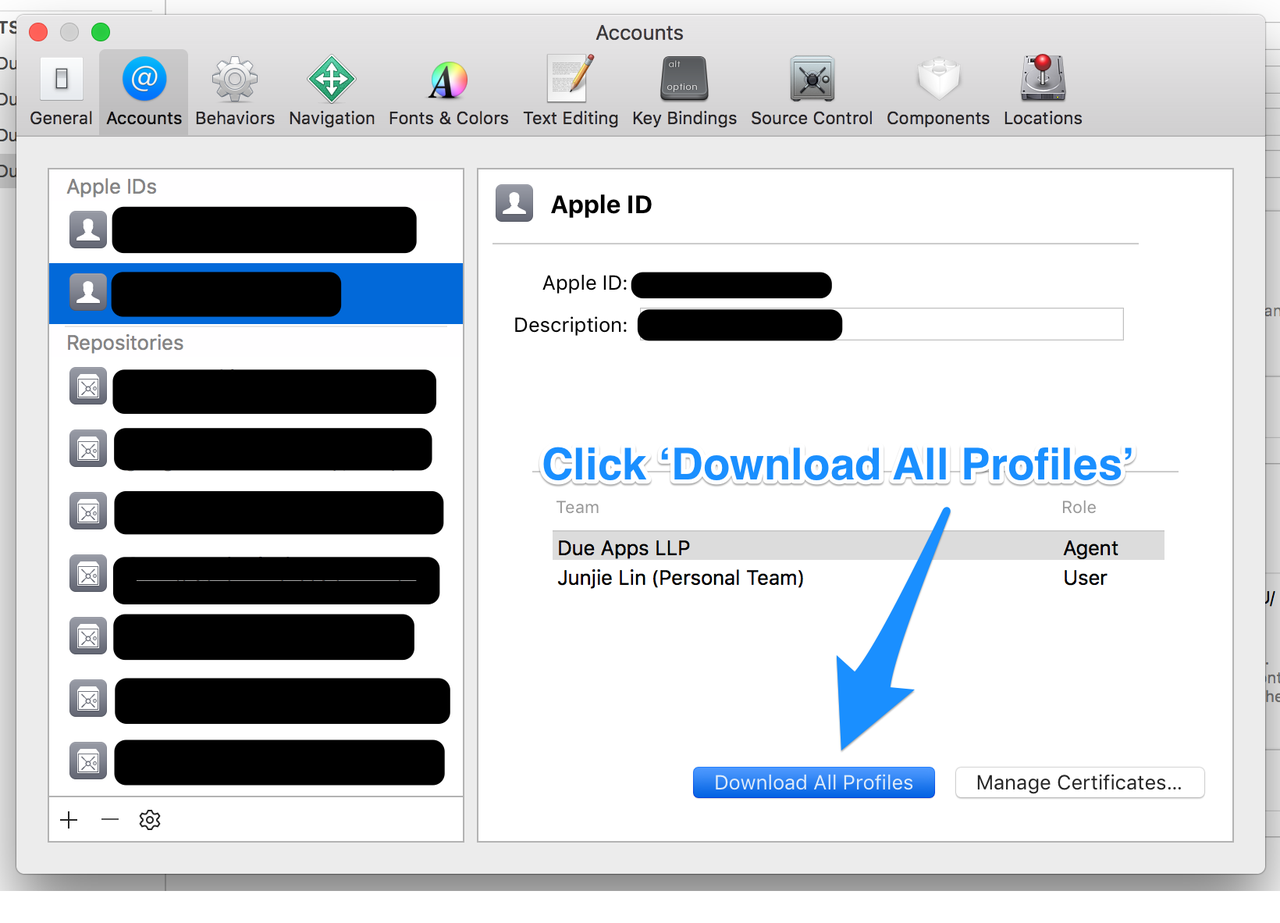 Accounts
General
Accounts
Behaviors
Navigation
Fonts & Colors
Text Editing
alt
option
Key Bindings
Source Control
Components
Locations
Apple IDs
Repositories
Apple ID
Apple ID:
Description:
Click ‘Download All Profiles’
Team Role
Due Apps LLP Agent
Junjie Lin (Personal Team) User
Download All Profiles
Manage Certificates...